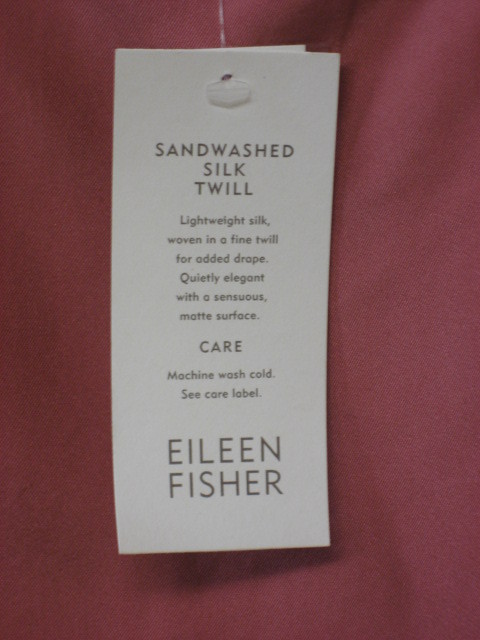 SANDWASHED
SILK
TWILL
Lightweight silk,
woven in a fine twill
for added drape.
Quietly elegant
with a sensuous,
matte surface.
CARE
Machine wash cold.
See care label.
EILEEN
FISHER